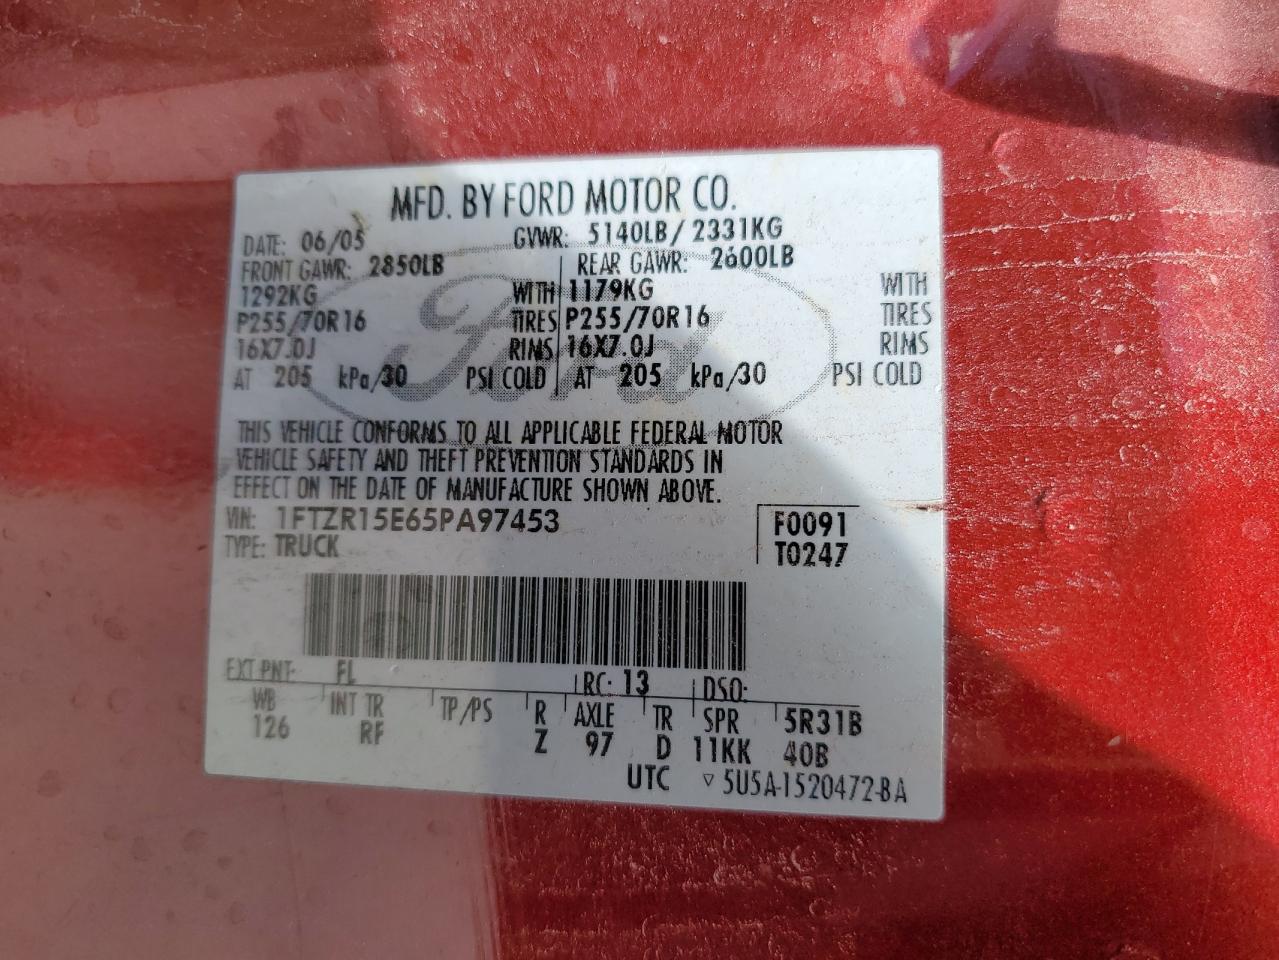 MFD. BY FORD MOTOR CO.
DATE: 06/05 GVWR: 5140LB/ 2331KG
FRONT GAWR: 2850LB REAR GAWR: 2600LB
1292KG WITH 1179KG WITH
P255/70R16 TIRES P255/70R16 TIRES
16X7.0J RIMS 16X7.0J RIMS
AT 205 kPa/30 PSI COLD AT 205 kPa/30 PSI COLD
Ford
THIS VEHICLE CONFORMS TO ALL APPLICABLE FEDERAL MOTOR
VEHICLE SAFETY AND THEFT PREVENTION STANDARDS IN
EFFECT ON THE DATE OF MANUFACTURE SHOWN ABOVE.
VIN: 1FTZR15E65PA97453 F0091
TYPE: TRUCK T0247
EXT PNT: FL RC: 13 DSO:
WB INT TR TP/PS R AXLE TR SPR 5R31B
126 RF Z 97 D 11KK 40B
UTC ▽ 5U5A-1520472-BA